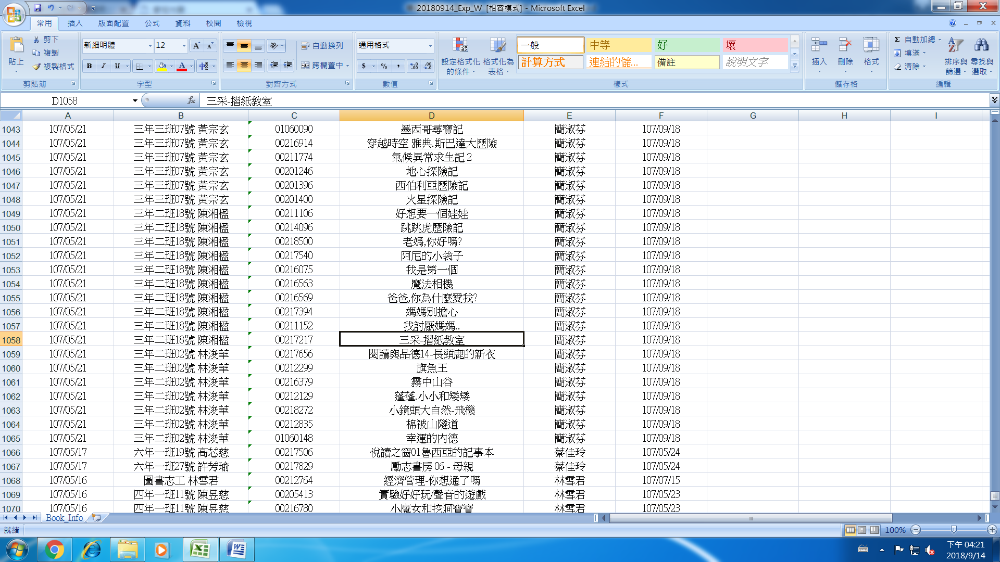 20180914_Exp_W [相容模式] - Microsoft Excel
常用 插入 版面配置 公式 資料 校閱 檢視
貼上 剪下 複製 複製格式 剪貼簿
新細明體 12 字型
自動換列 跨欄置中 對齊方式
通用格式 數值
設定格式化的條件 格式化為表格
一般 中等 好 壞
計算方式 連結的儲... 備註 說明文字
樣式
插入 刪除 格式 儲存格
Σ 自動加總 填滿 清除 排序與篩選 尋找與選取 編輯
D1058 fx 三采-摺紙教室
A B C D E F G H I
1043 107/05/21 三年三班07號 黃宗玄 01060090 墨西哥尋寶記 簡淑芬 107/09/18
1044 107/05/21 三年三班07號 黃宗玄 00216914 穿越時空 雅典.斯巴達大歷險 簡淑芬 107/09/18
1045 107/05/21 三年三班07號 黃宗玄 00211774 氣候異常求生記 2 簡淑芬 107/09/18
1046 107/05/21 三年三班07號 黃宗玄 00201246 地心探險記 簡淑芬 107/09/18
1047 107/05/21 三年三班07號 黃宗玄 00201396 西伯利亞歷險記 簡淑芬 107/09/18
1048 107/05/21 三年三班07號 黃宗玄 00201400 火星探險記 簡淑芬 107/09/18
1049 107/05/21 三年二班18號 陳湘楹 00211106 好想要一個娃娃 簡淑芬 107/09/18
1050 107/05/21 三年二班18號 陳湘楹 00214096 跳跳虎歷險記 簡淑芬 107/09/18
1051 107/05/21 三年二班18號 陳湘楹 00218500 老媽,你好嗎? 簡淑芬 107/09/18
1052 107/05/21 三年二班18號 陳湘楹 00217540 阿尼的小袋子 簡淑芬 107/09/18
1053 107/05/21 三年二班18號 陳湘楹 00216075 我是第一個 簡淑芬 107/09/18
1054 107/05/21 三年二班18號 陳湘楹 00216563 魔法相機 簡淑芬 107/09/18
1055 107/05/21 三年二班18號 陳湘楹 00216569 爸爸,你為什麼愛我? 簡淑芬 107/09/18
1056 107/05/21 三年二班18號 陳湘楹 00217394 媽媽別擔心 簡淑芬 107/09/18
1057 107/05/21 三年二班18號 陳湘楹 00211152 我討厭媽媽.. 簡淑芬 107/09/18
1058 107/05/21 三年二班18號 陳湘楹 00217217 三采-摺紙教室 簡淑芬 107/09/18
1059 107/05/21 三年二班02號 林浚華 00217656 閱讀與品德14-長頸鹿的新衣 簡淑芬 107/09/18
1060 107/05/21 三年二班02號 林浚華 00212299 旗魚王 簡淑芬 107/09/18
1061 107/05/21 三年二班02號 林浚華 00216379 霧中山谷 簡淑芬 107/09/18
1062 107/05/21 三年二班02號 林浚華 00212129 蓬蓬.小小和矮矮 簡淑芬 107/09/18
1063 107/05/21 三年二班02號 林浚華 00218272 小鏡頭大自然-飛機 簡淑芬 107/09/18
1064 107/05/21 三年二班02號 林浚華 00212835 棉被山隧道 簡淑芬 107/09/18
1065 107/05/21 三年二班02號 林浚華 01060148 幸運的內德 簡淑芬 107/09/18
1066 107/05/17 六年一班19號 高芯慈 00217506 悅讀之窗01魯西亞的記事本 蔡佳玲 107/05/24
1067 107/05/17 六年一班27號 許芳瑜 00217829 勵志書房 06 - 母親 蔡佳玲 107/05/24
1068 107/05/16 圖書志工 林雪君 00212764 經濟管理-你想通了嗎 林雪君 107/07/15
1069 107/05/16 四年一班11號 陳昱慈 00205413 實驗好好玩/聲音的遊戲 林雪君 107/05/23
1070 107/05/16 四年一班11號 陳昱慈 00216780 小魔女和挖洞寶寶 林雪君 107/05/23
Book_Info
就緒 100%
下午 04:21
2018/9/14